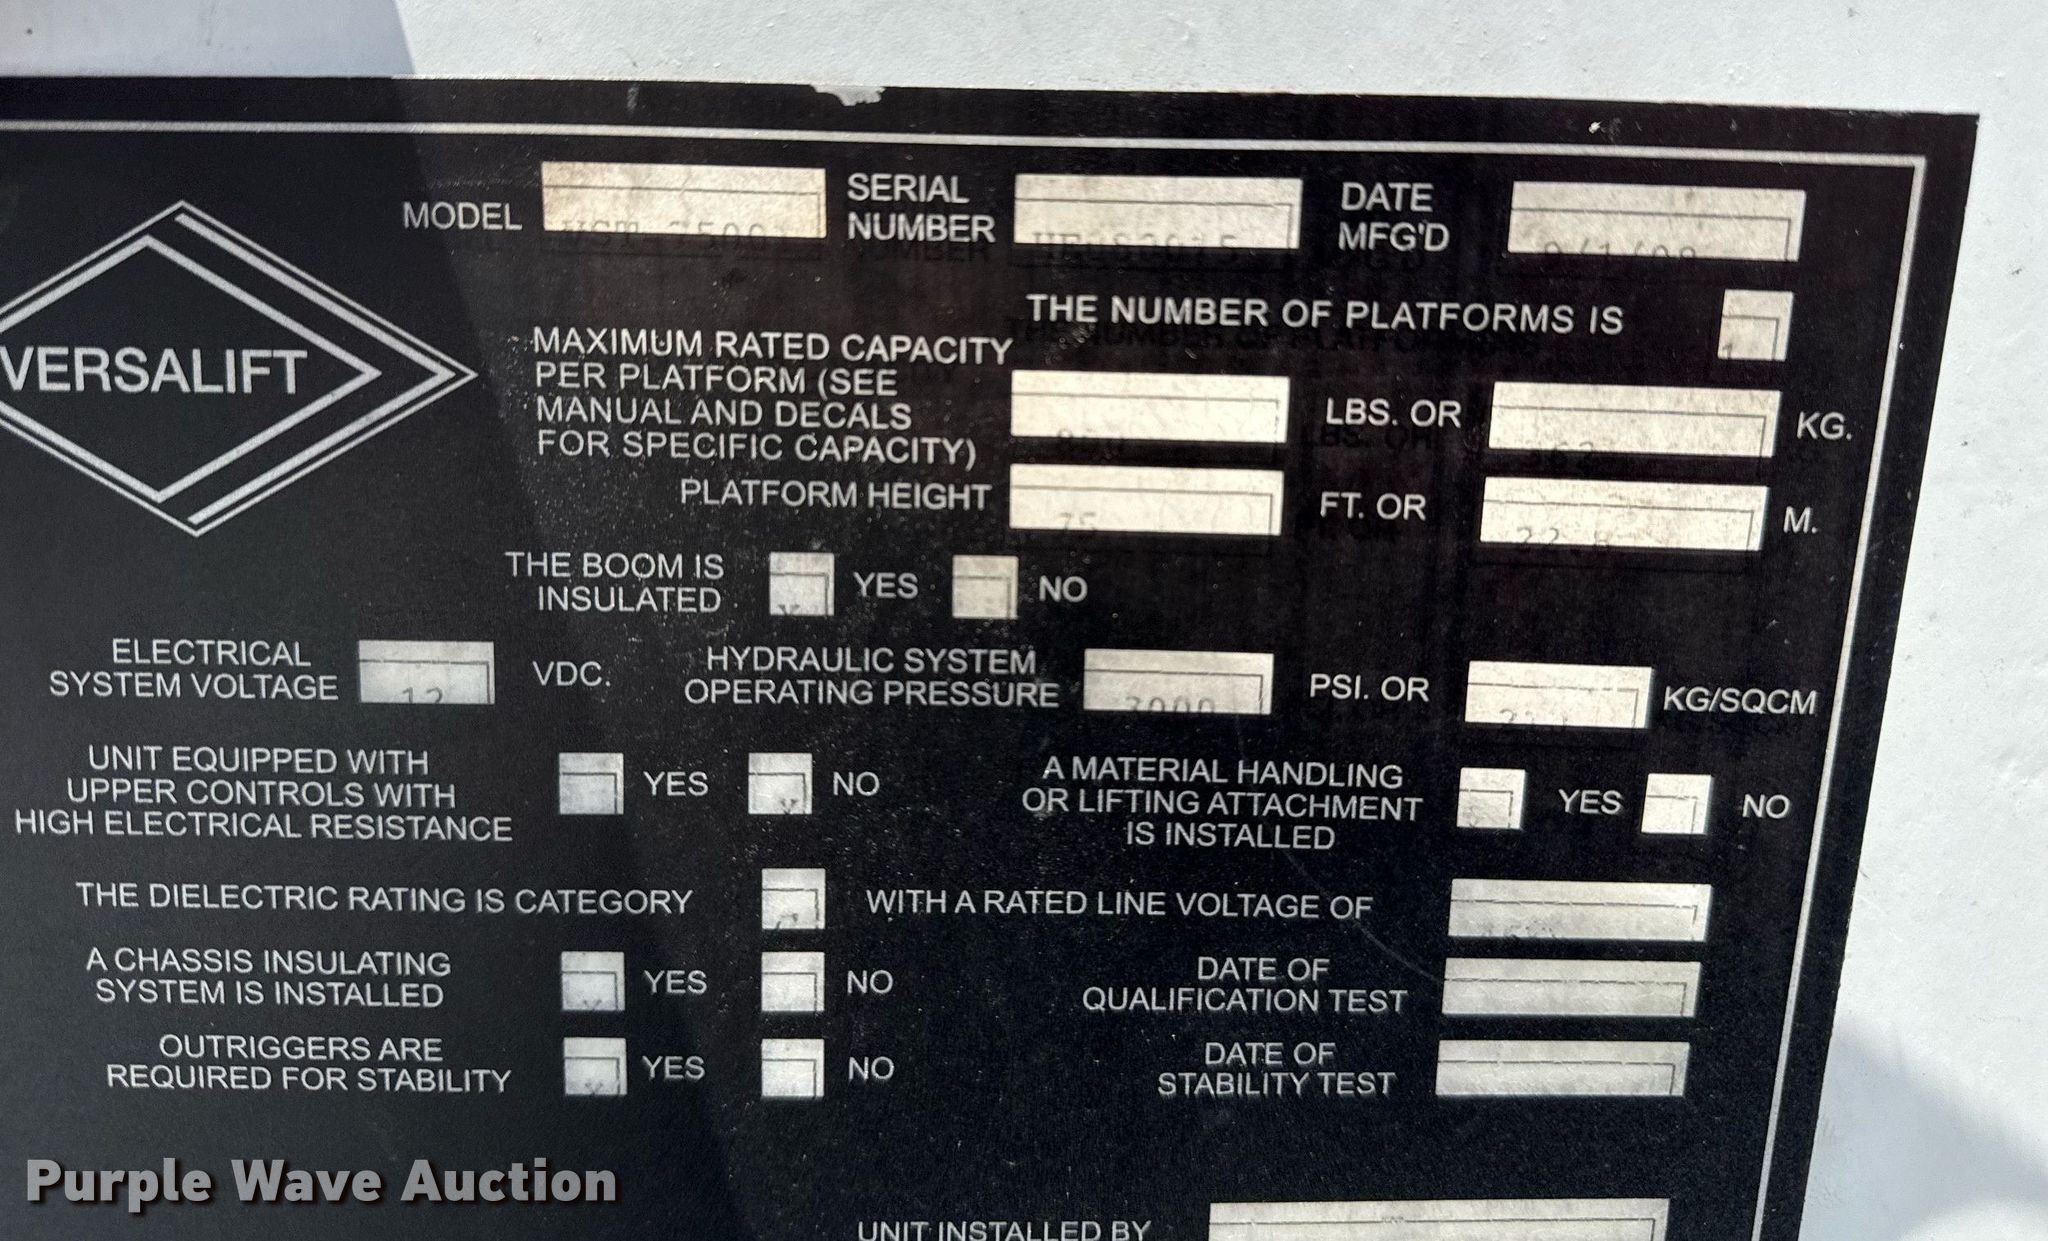 VERSALIFT
MODEL
SERIAL
NUMBER
DATE
MFG'D
THE NUMBER OF PLATFORMS IS
MAXIMUM RATED CAPACITY
PER PLATFORM (SEE
MANUAL AND DECALS
FOR SPECIFIC CAPACITY)
LBS. OR
KG.
PLATFORM HEIGHT
75
FT. OR
M.
THE BOOM IS
INSULATED
YES
NO
ELECTRICAL
SYSTEM VOLTAGE
12
VDC.
HYDRAULIC SYSTEM
OPERATING PRESSURE
3000
PSI. OR
KG/SQCM
UNIT EQUIPPED WITH
UPPER CONTROLS WITH
HIGH ELECTRICAL RESISTANCE
YES
X NO
A MATERIAL HANDLING
OR LIFTING ATTACHMENT
IS INSTALLED
YES
NO
THE DIELECTRIC RATING IS CATEGORY
WITH A RATED LINE VOLTAGE OF
A CHASSIS INSULATING
SYSTEM IS INSTALLED
X YES
NO
DATE OF
QUALIFICATION TEST
OUTRIGGERS ARE
REQUIRED FOR STABILITY
X YES
NO
DATE OF
STABILITY TEST
UNIT INSTALLED BY
Purple Wave Auction